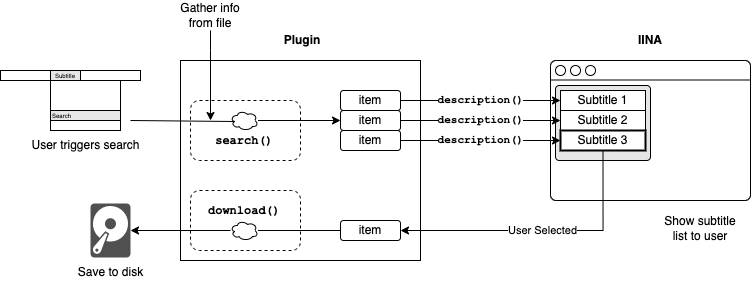 Gather info
from file
Plugin
IINA
Subtitle
Search
User triggers search
search()
item
item
item
description()
description()
description()
Subtitle 1
Subtitle 2
Subtitle 3
download()
item
User Selected
Show subtitle
list to user
Save to disk